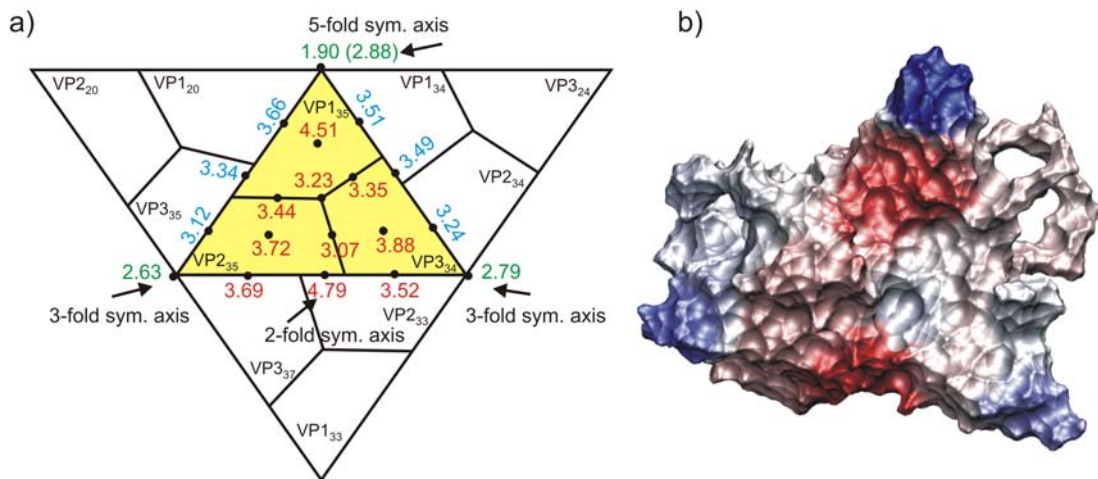 a)
5-fold sym. axis
b)
1.90 (2.88)
VP2₂₀
VP1₂₀
VP1₃₄
VP3₂₄
VP1₃₅
3.66
3.51
4.51
3.34
3.49
3.23
3.35
VP2₃₄
VP3₃₅
3.44
3.12
3.24
3.72
3.07
3.88
2.63
VP2₃₅
VP3₃₄
2.79
3.69
4.79
3.52
3-fold sym. axis
VP2₃₃
3-fold sym. axis
2-fold sym. axis
VP3₃₇
VP1₃₃